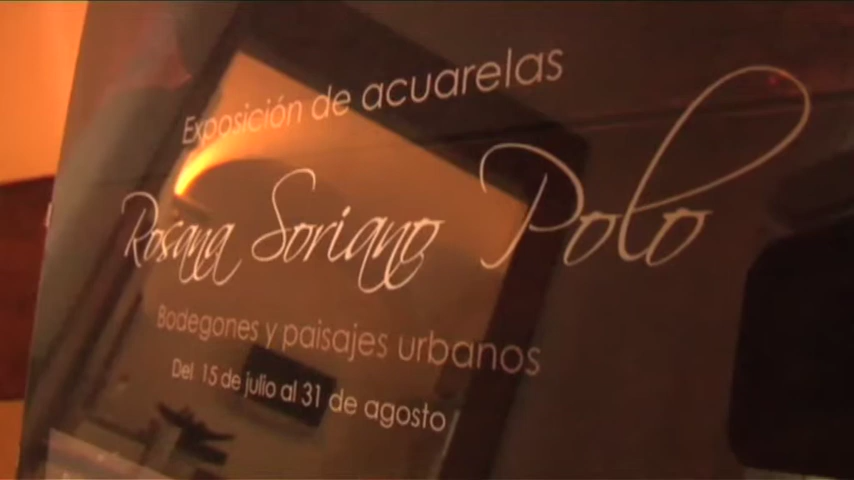 Exposición de acuarelas
Rosana Soriano Polo
Bodegones y paisajes urbanos
Del 15 de julio al 31 de agosto